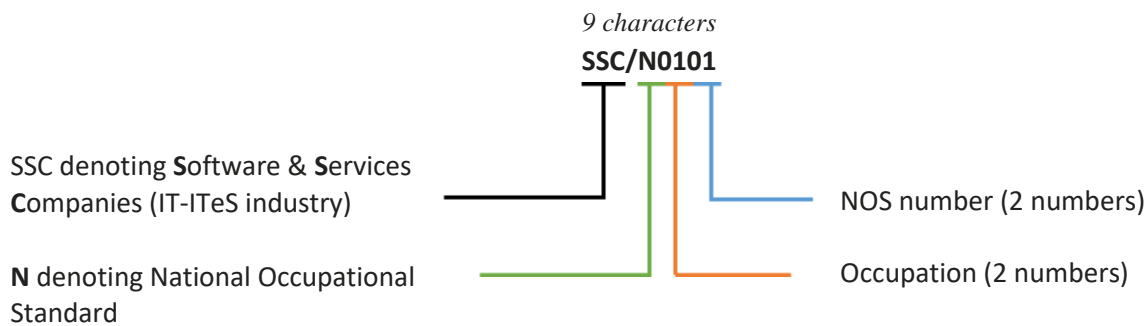 9 characters
SSC/N0101
SSC denoting Software & Services
Companies (IT-ITeS industry)
NOS number (2 numbers)
N denoting National Occupational
Standard
Occupation (2 numbers)